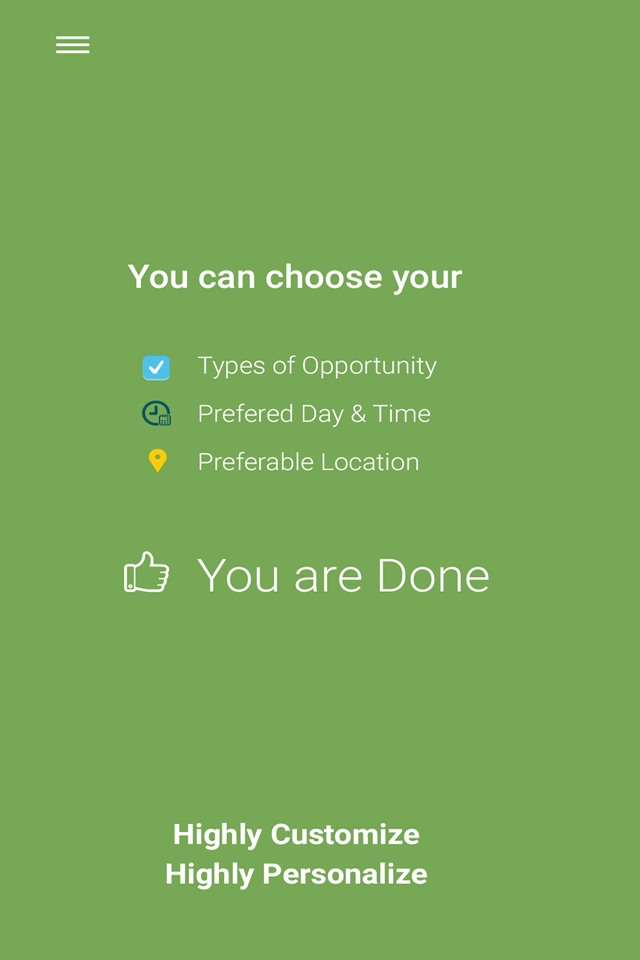 You can choose your
Types of Opportunity
Prefered Day & Time
Preferable Location
You are Done
Highly Customize
Highly Personalize